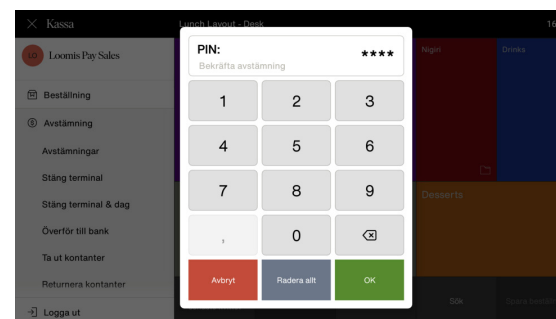 Kassa
Lunch Layout - Desk
16
LO
Loomis Pay Sales
Beställning
Avstämning
Avstämningar
Stäng terminal
Stäng terminal & dag
Överför till bank
Ta ut kontanter
Returnera kontanter
Logga ut
PIN:
****
Bekräfta avstämning
1
2
3
4
5
6
7
8
9
,
0
Avbryt
Radera allt
OK
Nigiri
Drinks
Desserts
Sök